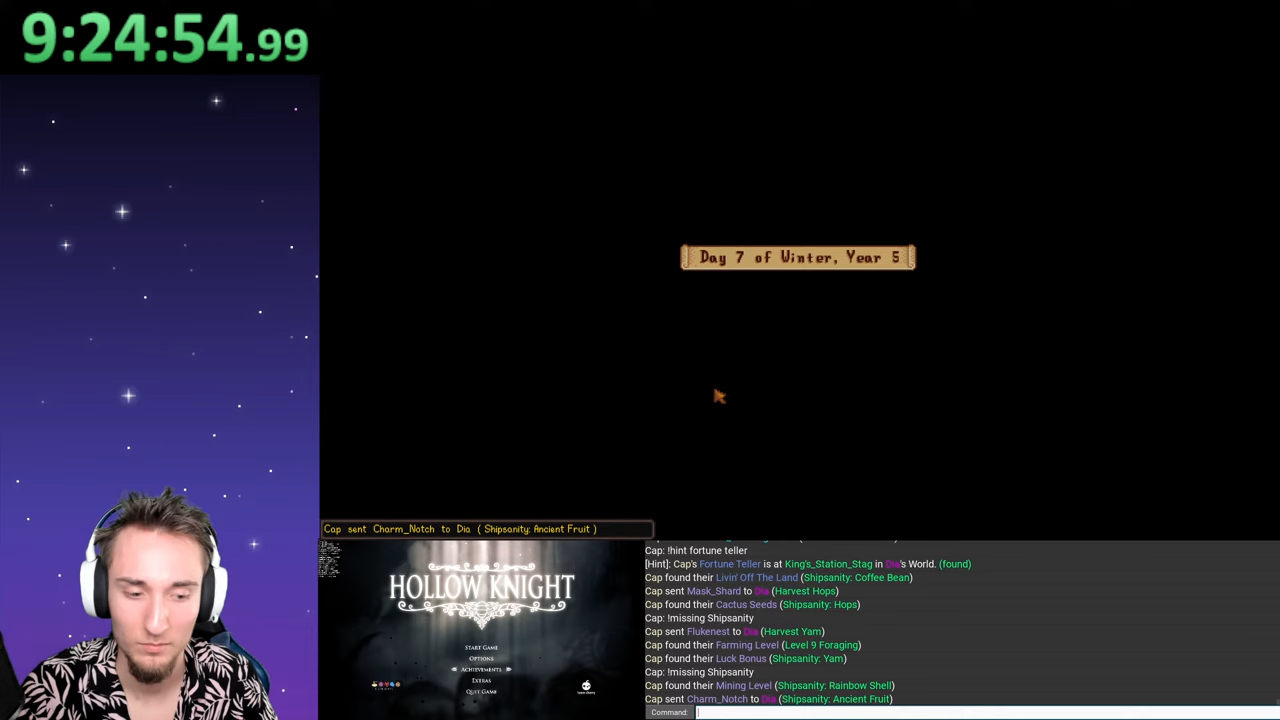 9:24:54.99
Day 7 of Winter, Year 5
Cap sent Charm_Notch to Dia ( Shipsanity: Ancient Fruit )
HOLLOW KNIGHT
START GAME
OPTIONS
ACHIEVEMENTS
EXTRAS
QUIT GAME
Cap: !hint fortune teller
[Hint]: Cap's Fortune Teller is at King's_Station_Stag in Dia's World. (found)
Cap found their Livin' Off The Land (Shipsanity: Coffee Bean)
Cap sent Mask_Shard to Dia (Harvest Hops)
Cap found their Cactus Seeds (Shipsanity: Hops)
Cap: !missing Shipsanity
Cap sent Flukenest to Dia (Harvest Yam)
Cap found their Farming Level (Level 9 Foraging)
Cap found their Luck Bonus (Shipsanity: Yam)
Cap: !missing Shipsanity
Cap found their Mining Level (Shipsanity: Rainbow Shell)
Cap sent Charm_Notch to Dia (Shipsanity: Ancient Fruit)
Command: